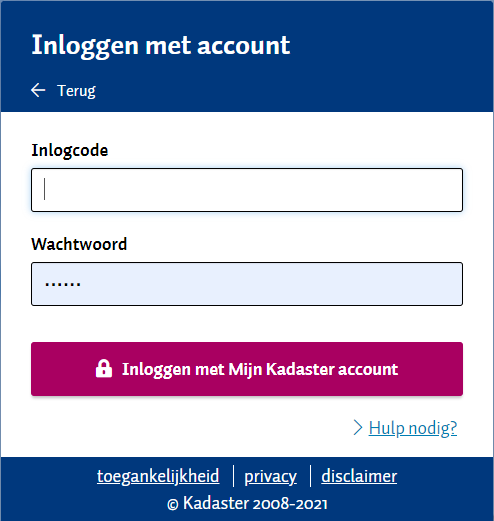 Inloggen met account
Terug
Inlogcode
Wachtwoord
••••••
Inloggen met Mijn Kadaster account
Hulp nodig?
toegankelijkheid | privacy | disclaimer
© Kadaster 2008-2021